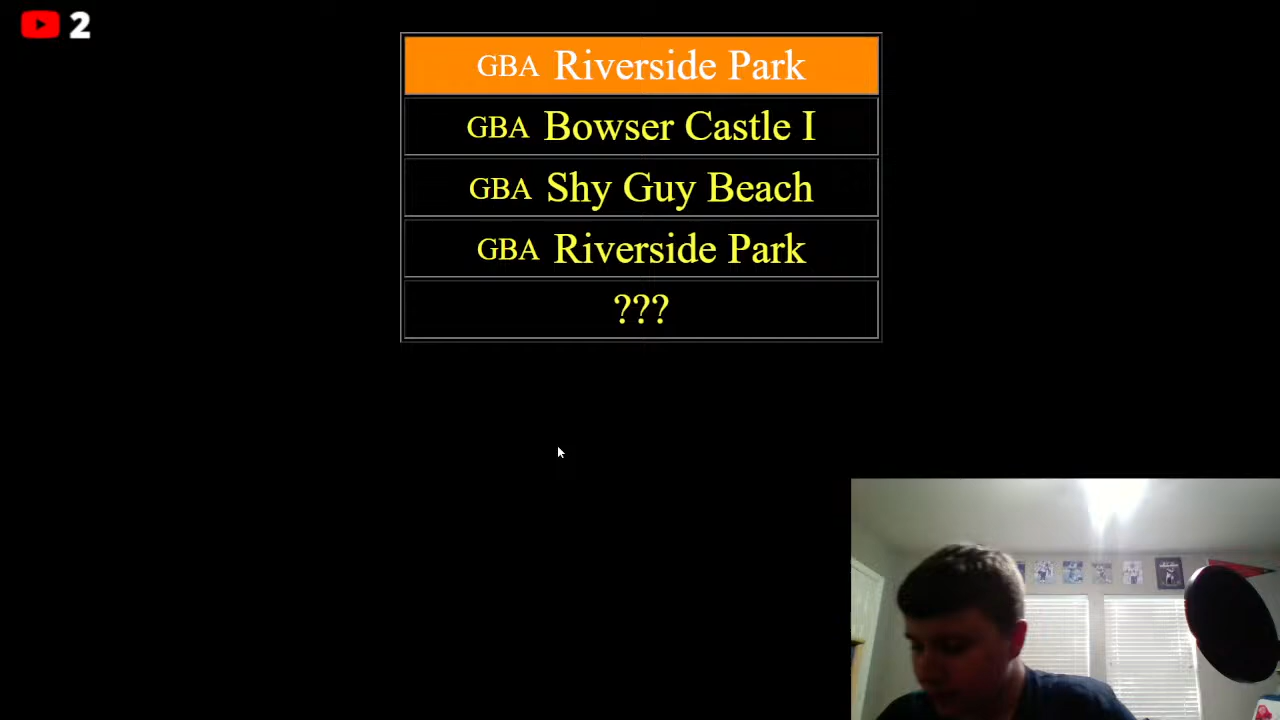 2
GBA Riverside Park
GBA Bowser Castle I
GBA Shy Guy Beach
GBA Riverside Park
???